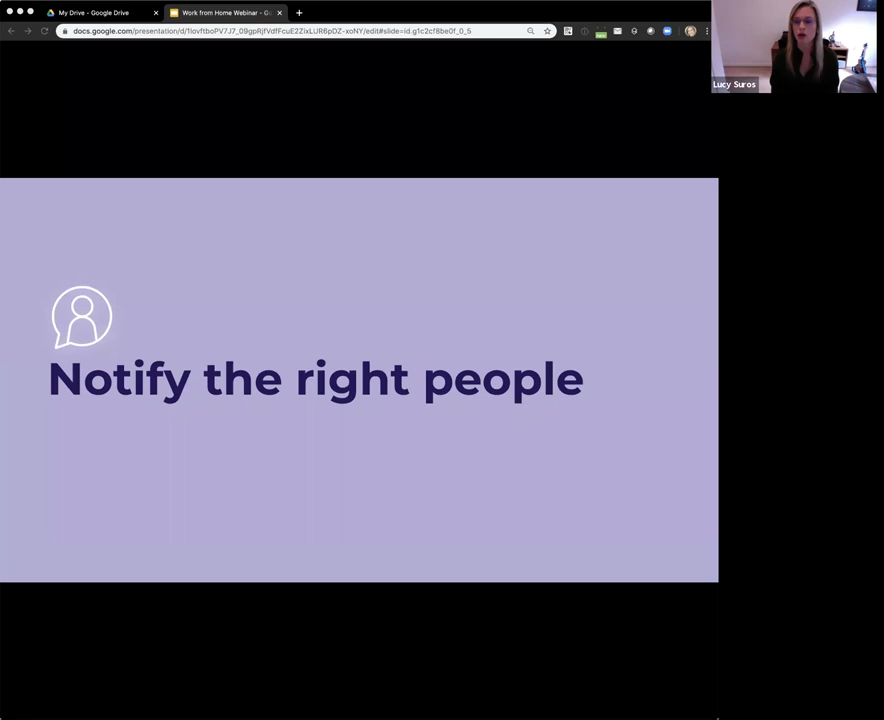 My Drive - Google Drive
Work from Home Webinar - Go
docs.google.com/presentation/d/1lovftboPV7J7_09gpRjfVdfFcuE2ZixLUR6pDZ-xoNY/edit#slide=id.g1c2cf8be0f_0_5
Lucy Suros
Notify the right people